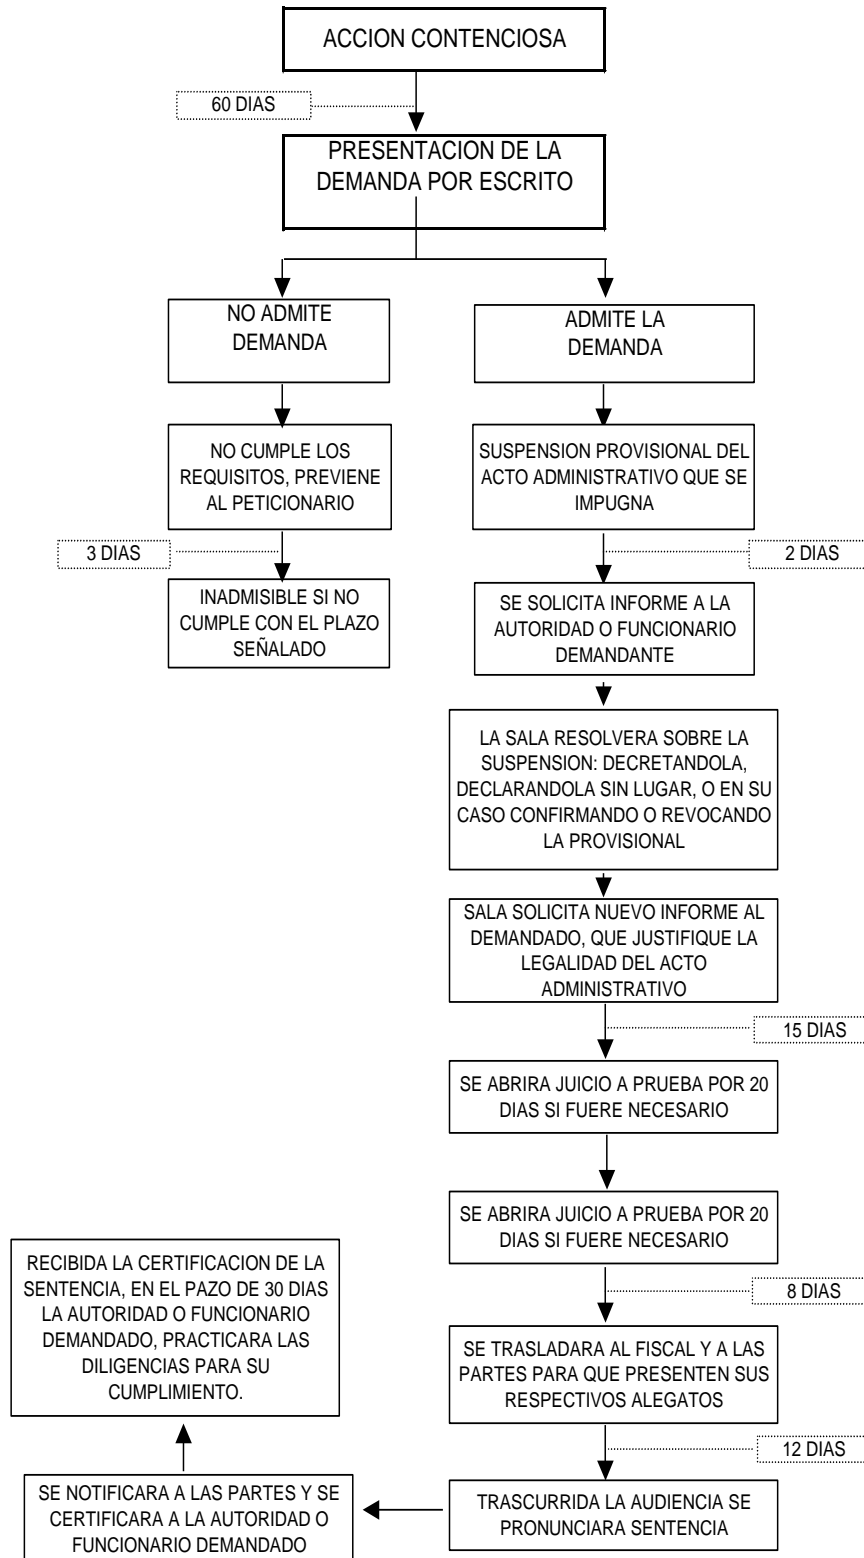 ACCION CONTENCIOSA
60 DIAS
PRESENTACION DE LA
DEMANDA POR ESCRITO
NO ADMITE
DEMANDA
ADMITE LA
DEMANDA
NO CUMPLE LOS
REQUISITOS, PREVIENE
AL PETICIONARIO
SUSPENSION PROVISIONAL DEL
ACTO ADMINISTRATIVO QUE SE
IMPUGNA
3 DIAS
2 DIAS
INADMISIBLE SI NO
CUMPLE CON EL PLAZO
SEÑALADO
SE SOLICITA INFORME A LA
AUTORIDAD O FUNCIONARIO
DEMANDANTE
LA SALA RESOLVERA SOBRE LA
SUSPENSION: DECRETANDOLA,
DECLARANDOLA SIN LUGAR, O EN SU
CASO CONFIRMANDO O REVOCANDO
LA PROVISIONAL
SALA SOLICITA NUEVO INFORME AL
DEMANDADO, QUE JUSTIFIQUE LA
LEGALIDAD DEL ACTO
ADMINISTRATIVO
15 DIAS
SE ABRIRA JUICIO A PRUEBA POR 20
DIAS SI FUERE NECESARIO
SE ABRIRA JUICIO A PRUEBA POR 20
DIAS SI FUERE NECESARIO
8 DIAS
SE TRASLADARA AL FISCAL Y A LAS
PARTES PARA QUE PRESENTEN SUS
RESPECTIVOS ALEGATOS
12 DIAS
TRASCURRIDA LA AUDIENCIA SE
PRONUNCIARA SENTENCIA
SE NOTIFICARA A LAS PARTES Y SE
CERTIFICARA A LA AUTORIDAD O
FUNCIONARIO DEMANDADO
RECIBIDA LA CERTIFICACION DE LA
SENTENCIA, EN EL PAZO DE 30 DIAS
LA AUTORIDAD O FUNCIONARIO
DEMANDADO, PRACTICARA LAS
DILIGENCIAS PARA SU
CUMPLIMIENTO.